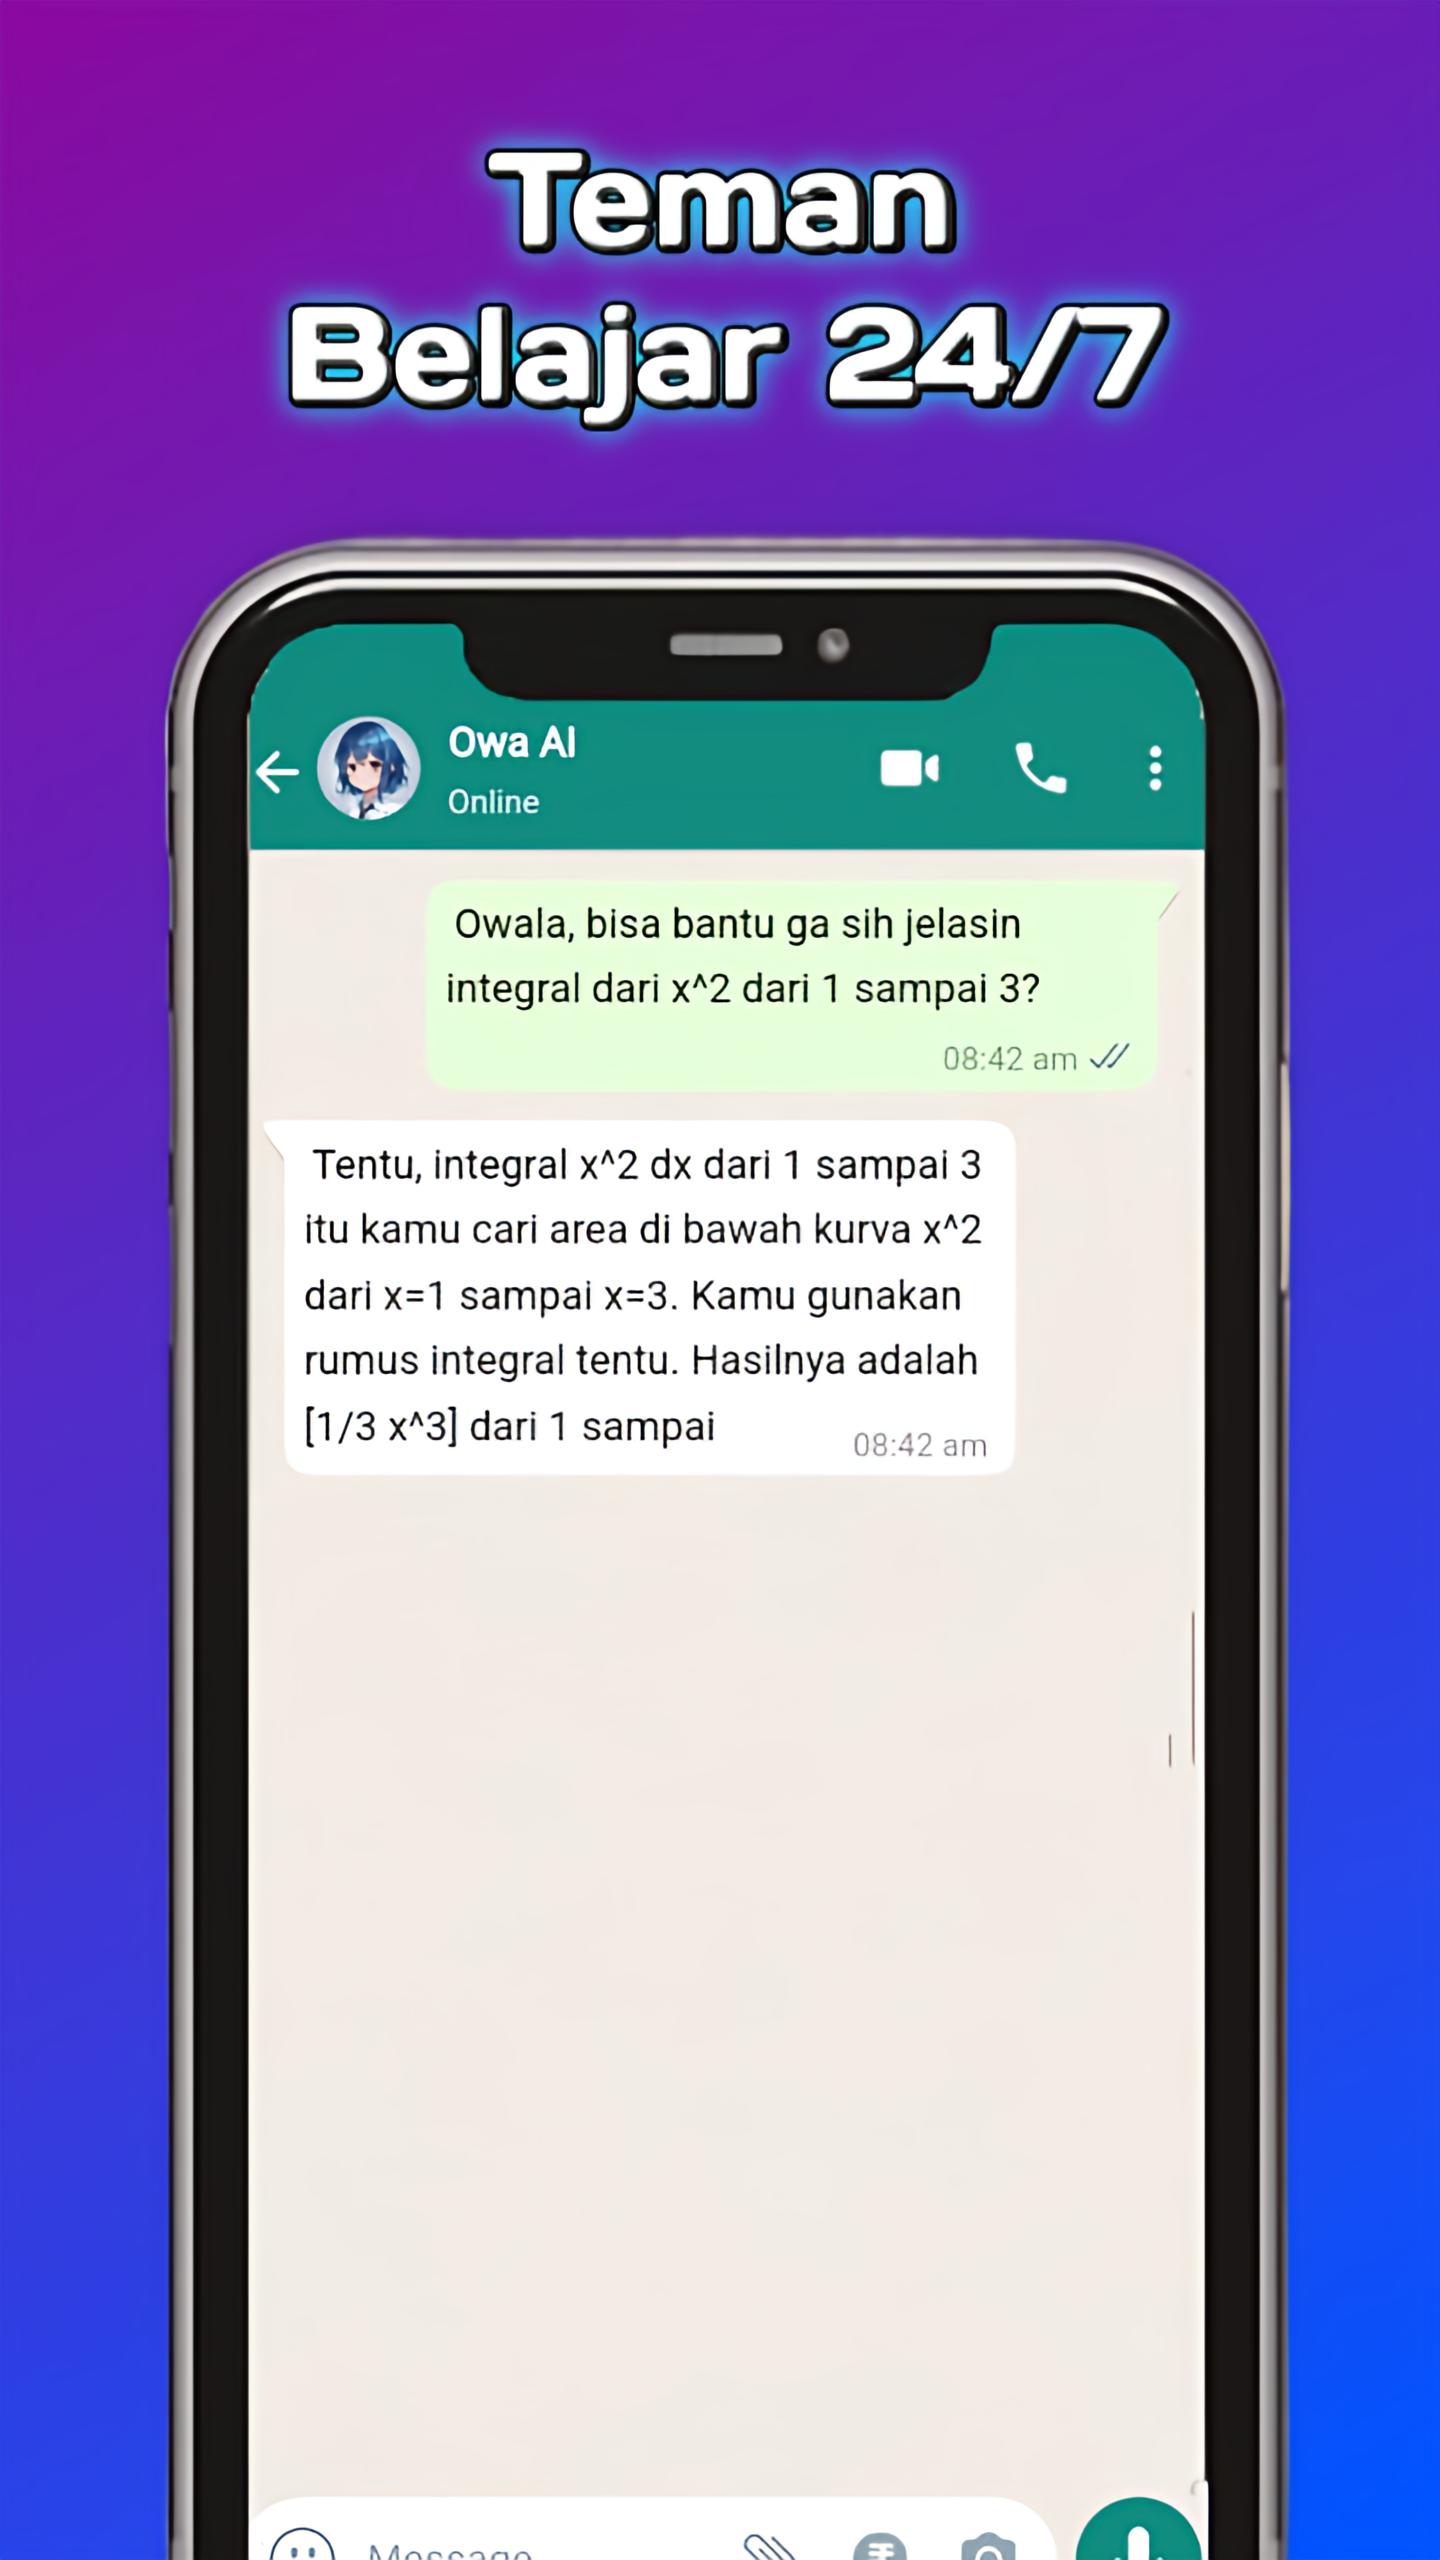 Teman
Belajar 24/7
Owa AI
Online
Owala, bisa bantu ga sih jelasin
integral dari x^2 dari 1 sampai 3?
08:42 am
Tentu, integral x^2 dx dari 1 sampai 3
itu kamu cari area di bawah kurva x^2
dari x=1 sampai x=3. Kamu gunakan
rumus integral tentu. Hasilnya adalah
[1/3 x^3] dari 1 sampai
08:42 am
Message